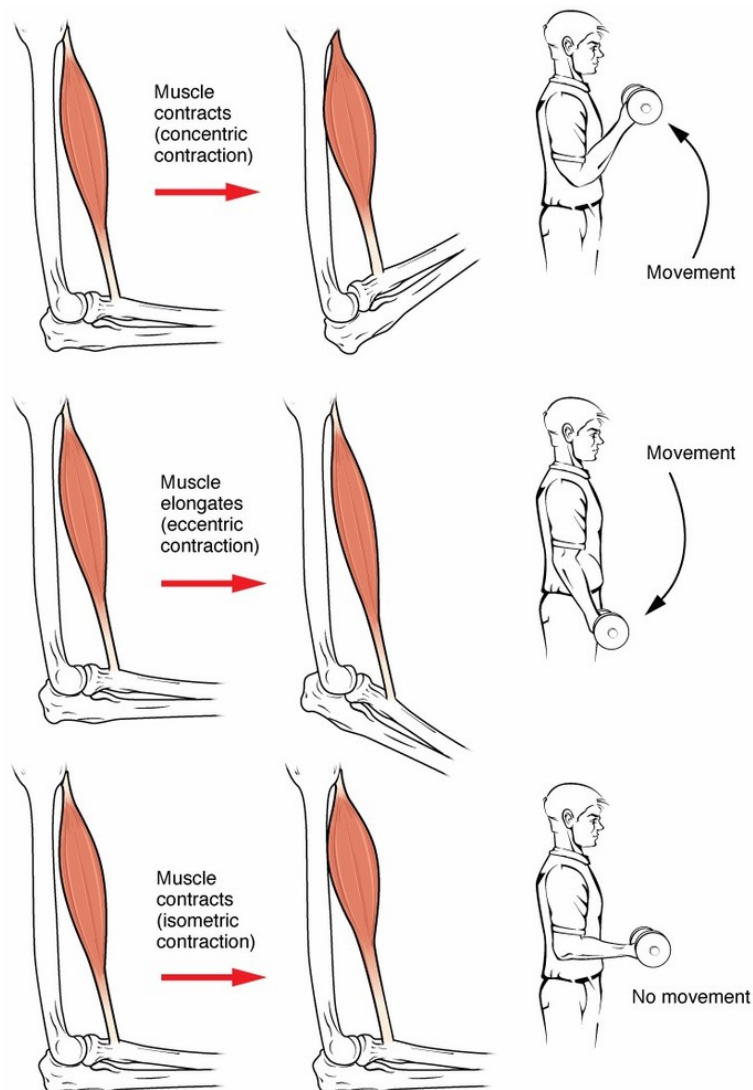 Muscle
contracts
(concentric
contraction)
Movement
Movement
Muscle
elongates
(eccentric
contraction)
Muscle
contracts
(isometric
contraction)
No movement